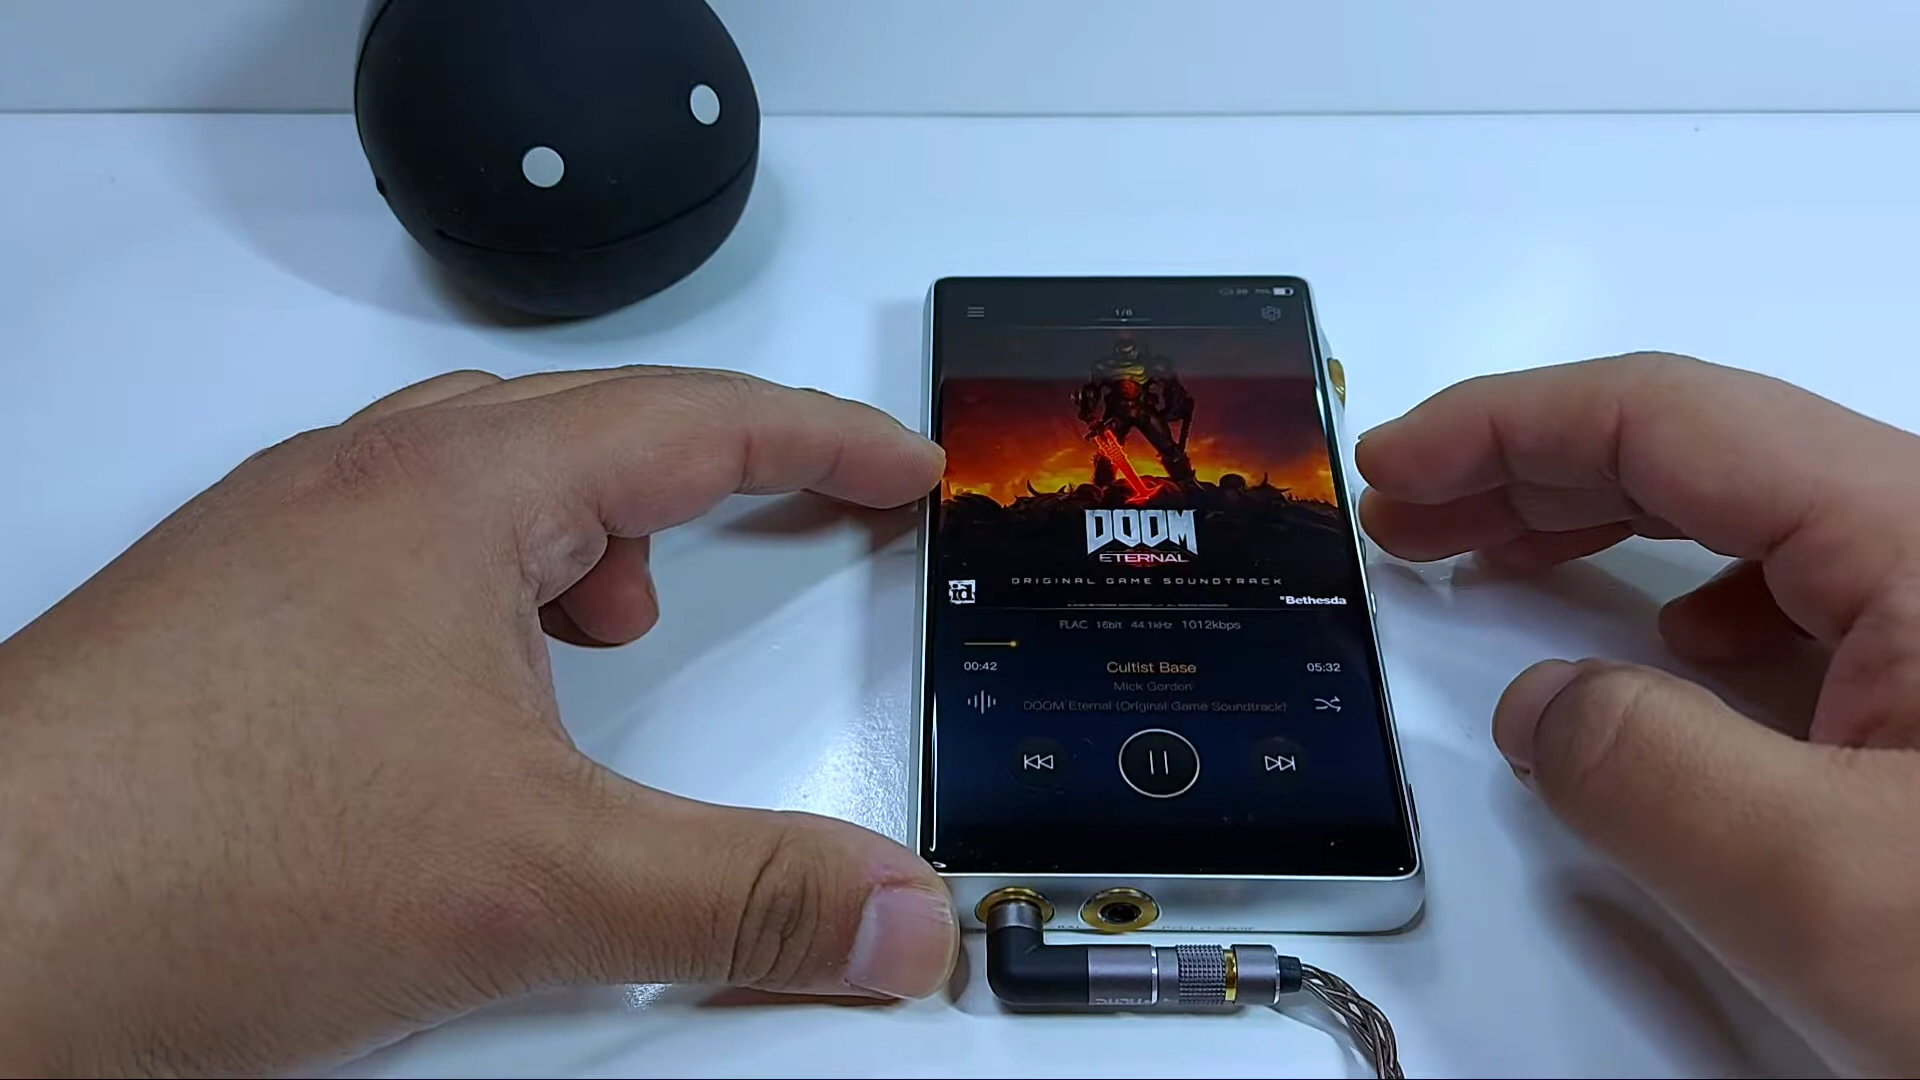 1/6
DOOM
ETERNAL
ORIGINAL GAME SOUNDTRACK
id
Bethesda
FLAC 16bit 44.1kHz 1012kbps
00:42
Cultist Base
05:32
Mick Gordon
DOOM Eternal (Original Game Soundtrack)